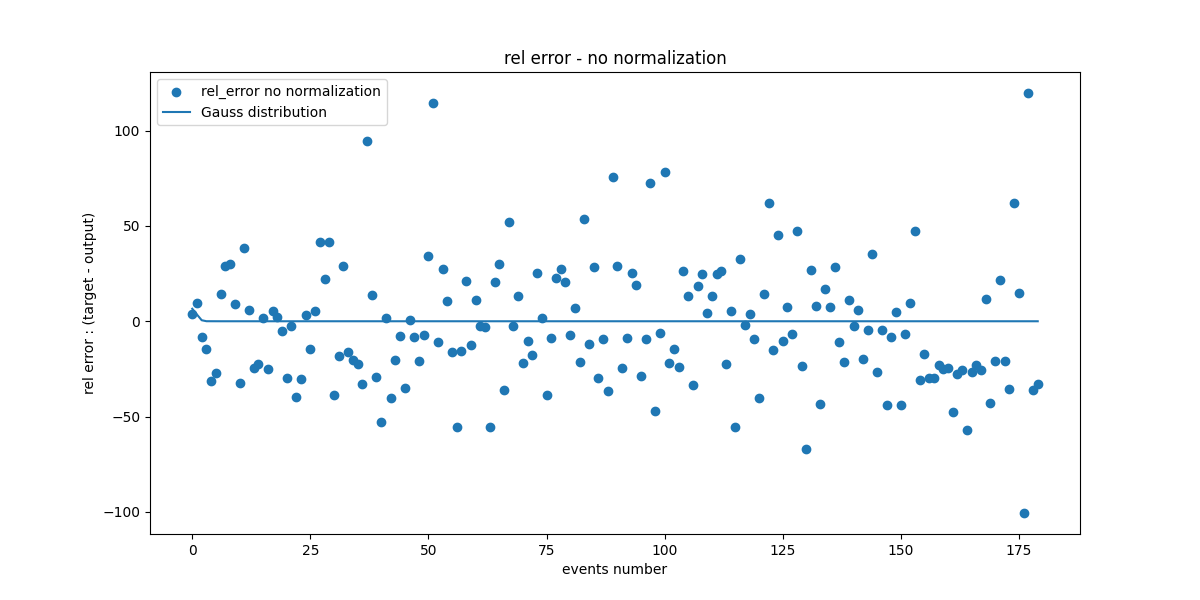 rel error - no normalization
rel_error no normalization
Gauss distribution
100
50
0
−50
−100
rel error : (target - output)
0 25 50 75 100 125 150 175
events number